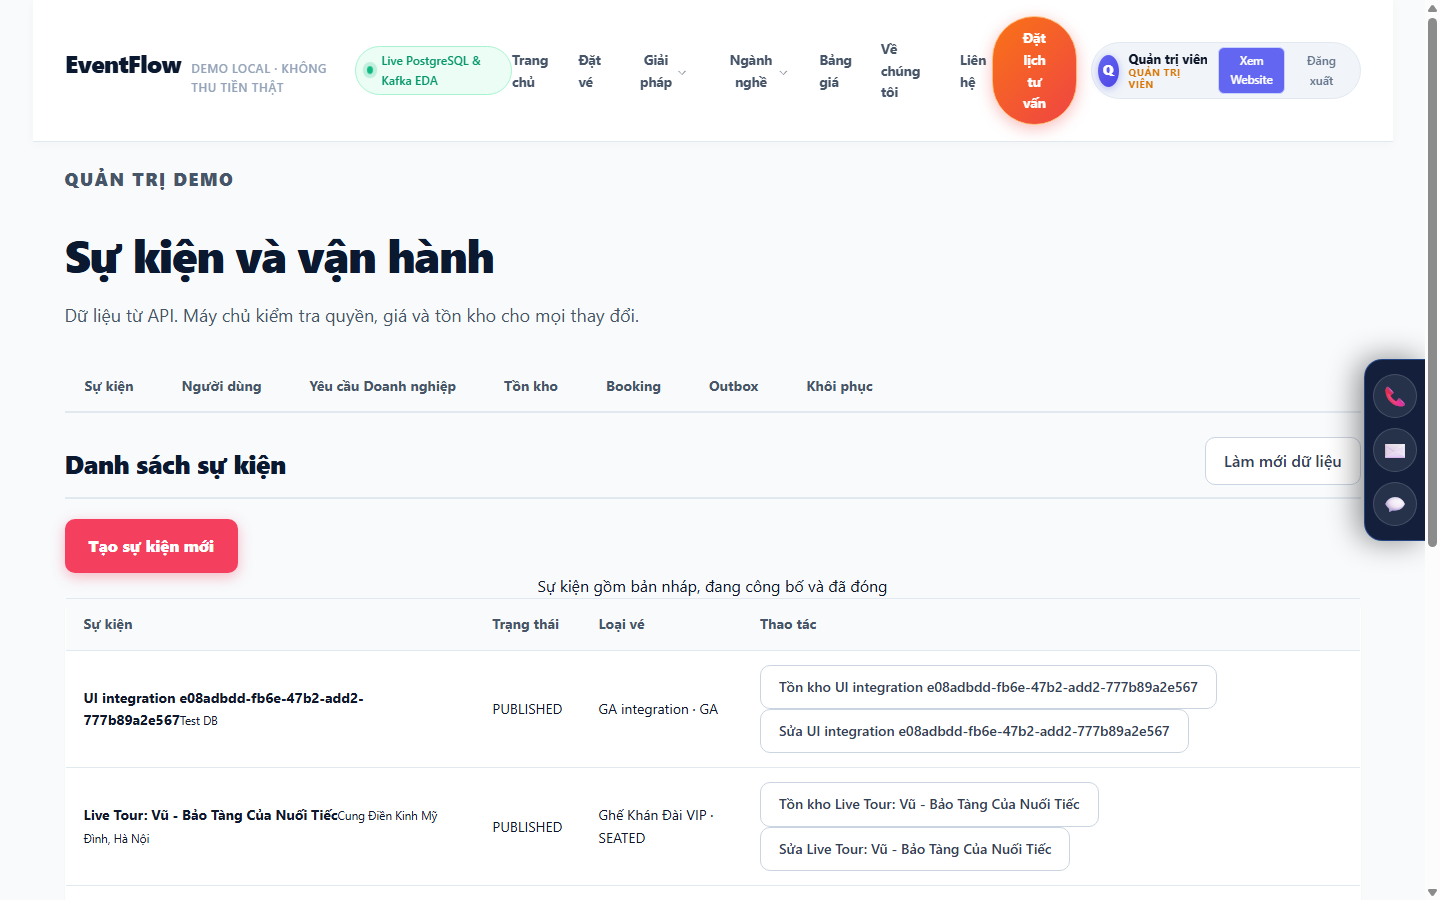 EventFlow
DEMO LOCAL · KHÔNG
THU TIỀN THẬT
Live PostgreSQL &
Kafka EDA
Trang
chủ
Đặt
vé
Giải
pháp
Ngành
nghề
Bảng
giá
Về
chúng
tôi
Liên
hệ
Đặt
lịch
tư
vấn
Q
Quản trị viên
QUẢN TRỊ
VIÊN
Xem
Website
Đăng
xuất
QUẢN TRỊ DEMO
Sự kiện và vận hành
Dữ liệu từ API. Máy chủ kiểm tra quyền, giá và tồn kho cho mọi thay đổi.
Sự kiện
Người dùng
Yêu cầu Doanh nghiệp
Tồn kho
Booking
Outbox
Khôi phục
Danh sách sự kiện
Làm mới dữ liệu
Tạo sự kiện mới
Sự kiện gồm bản nháp, đang công bố và đã đóng
Sự kiện
Trạng thái
Loại vé
Thao tác
UI integration e08adbdd-fb6e-47b2-add2-
777b89a2e567Test DB
PUBLISHED
GA integration · GA
Tồn kho UI integration e08adbdd-fb6e-47b2-add2-777b89a2e567
Sửa UI integration e08adbdd-fb6e-47b2-add2-777b89a2e567
Live Tour: Vũ - Bảo Tàng Của Nuối TiếcCung Điền Kinh Mỹ
Đình, Hà Nội
PUBLISHED
Ghế Khán Đài VIP ·
SEATED
Tồn kho Live Tour: Vũ - Bảo Tàng Của Nuối Tiếc
Sửa Live Tour: Vũ - Bảo Tàng Của Nuối Tiếc